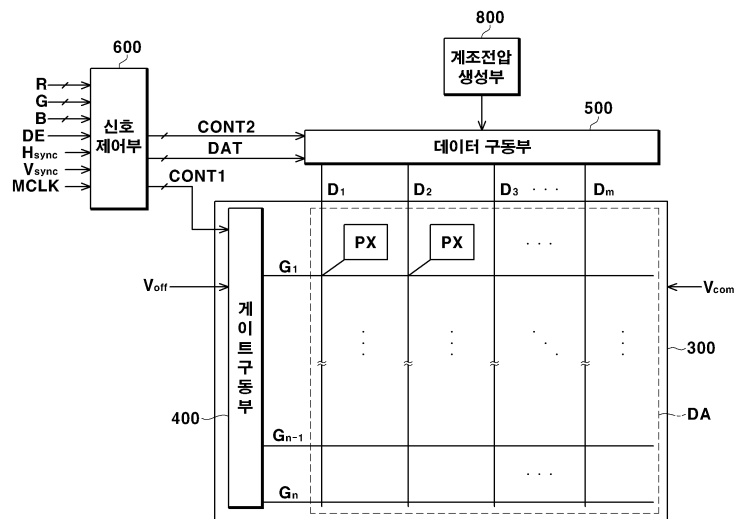 800
600
계조전압
생성부
R
G
B
DE
Hsync
Vsync
MCLK
신호
제어부
500
CONT2
DAT
CONT1
데이터 구동부
D1
D2
D3
· · ·
Dm
PX
PX
· · ·
G1
Voff
Vcom
게이트구동부
300
400
DA
Gn-1
· · ·
Gn